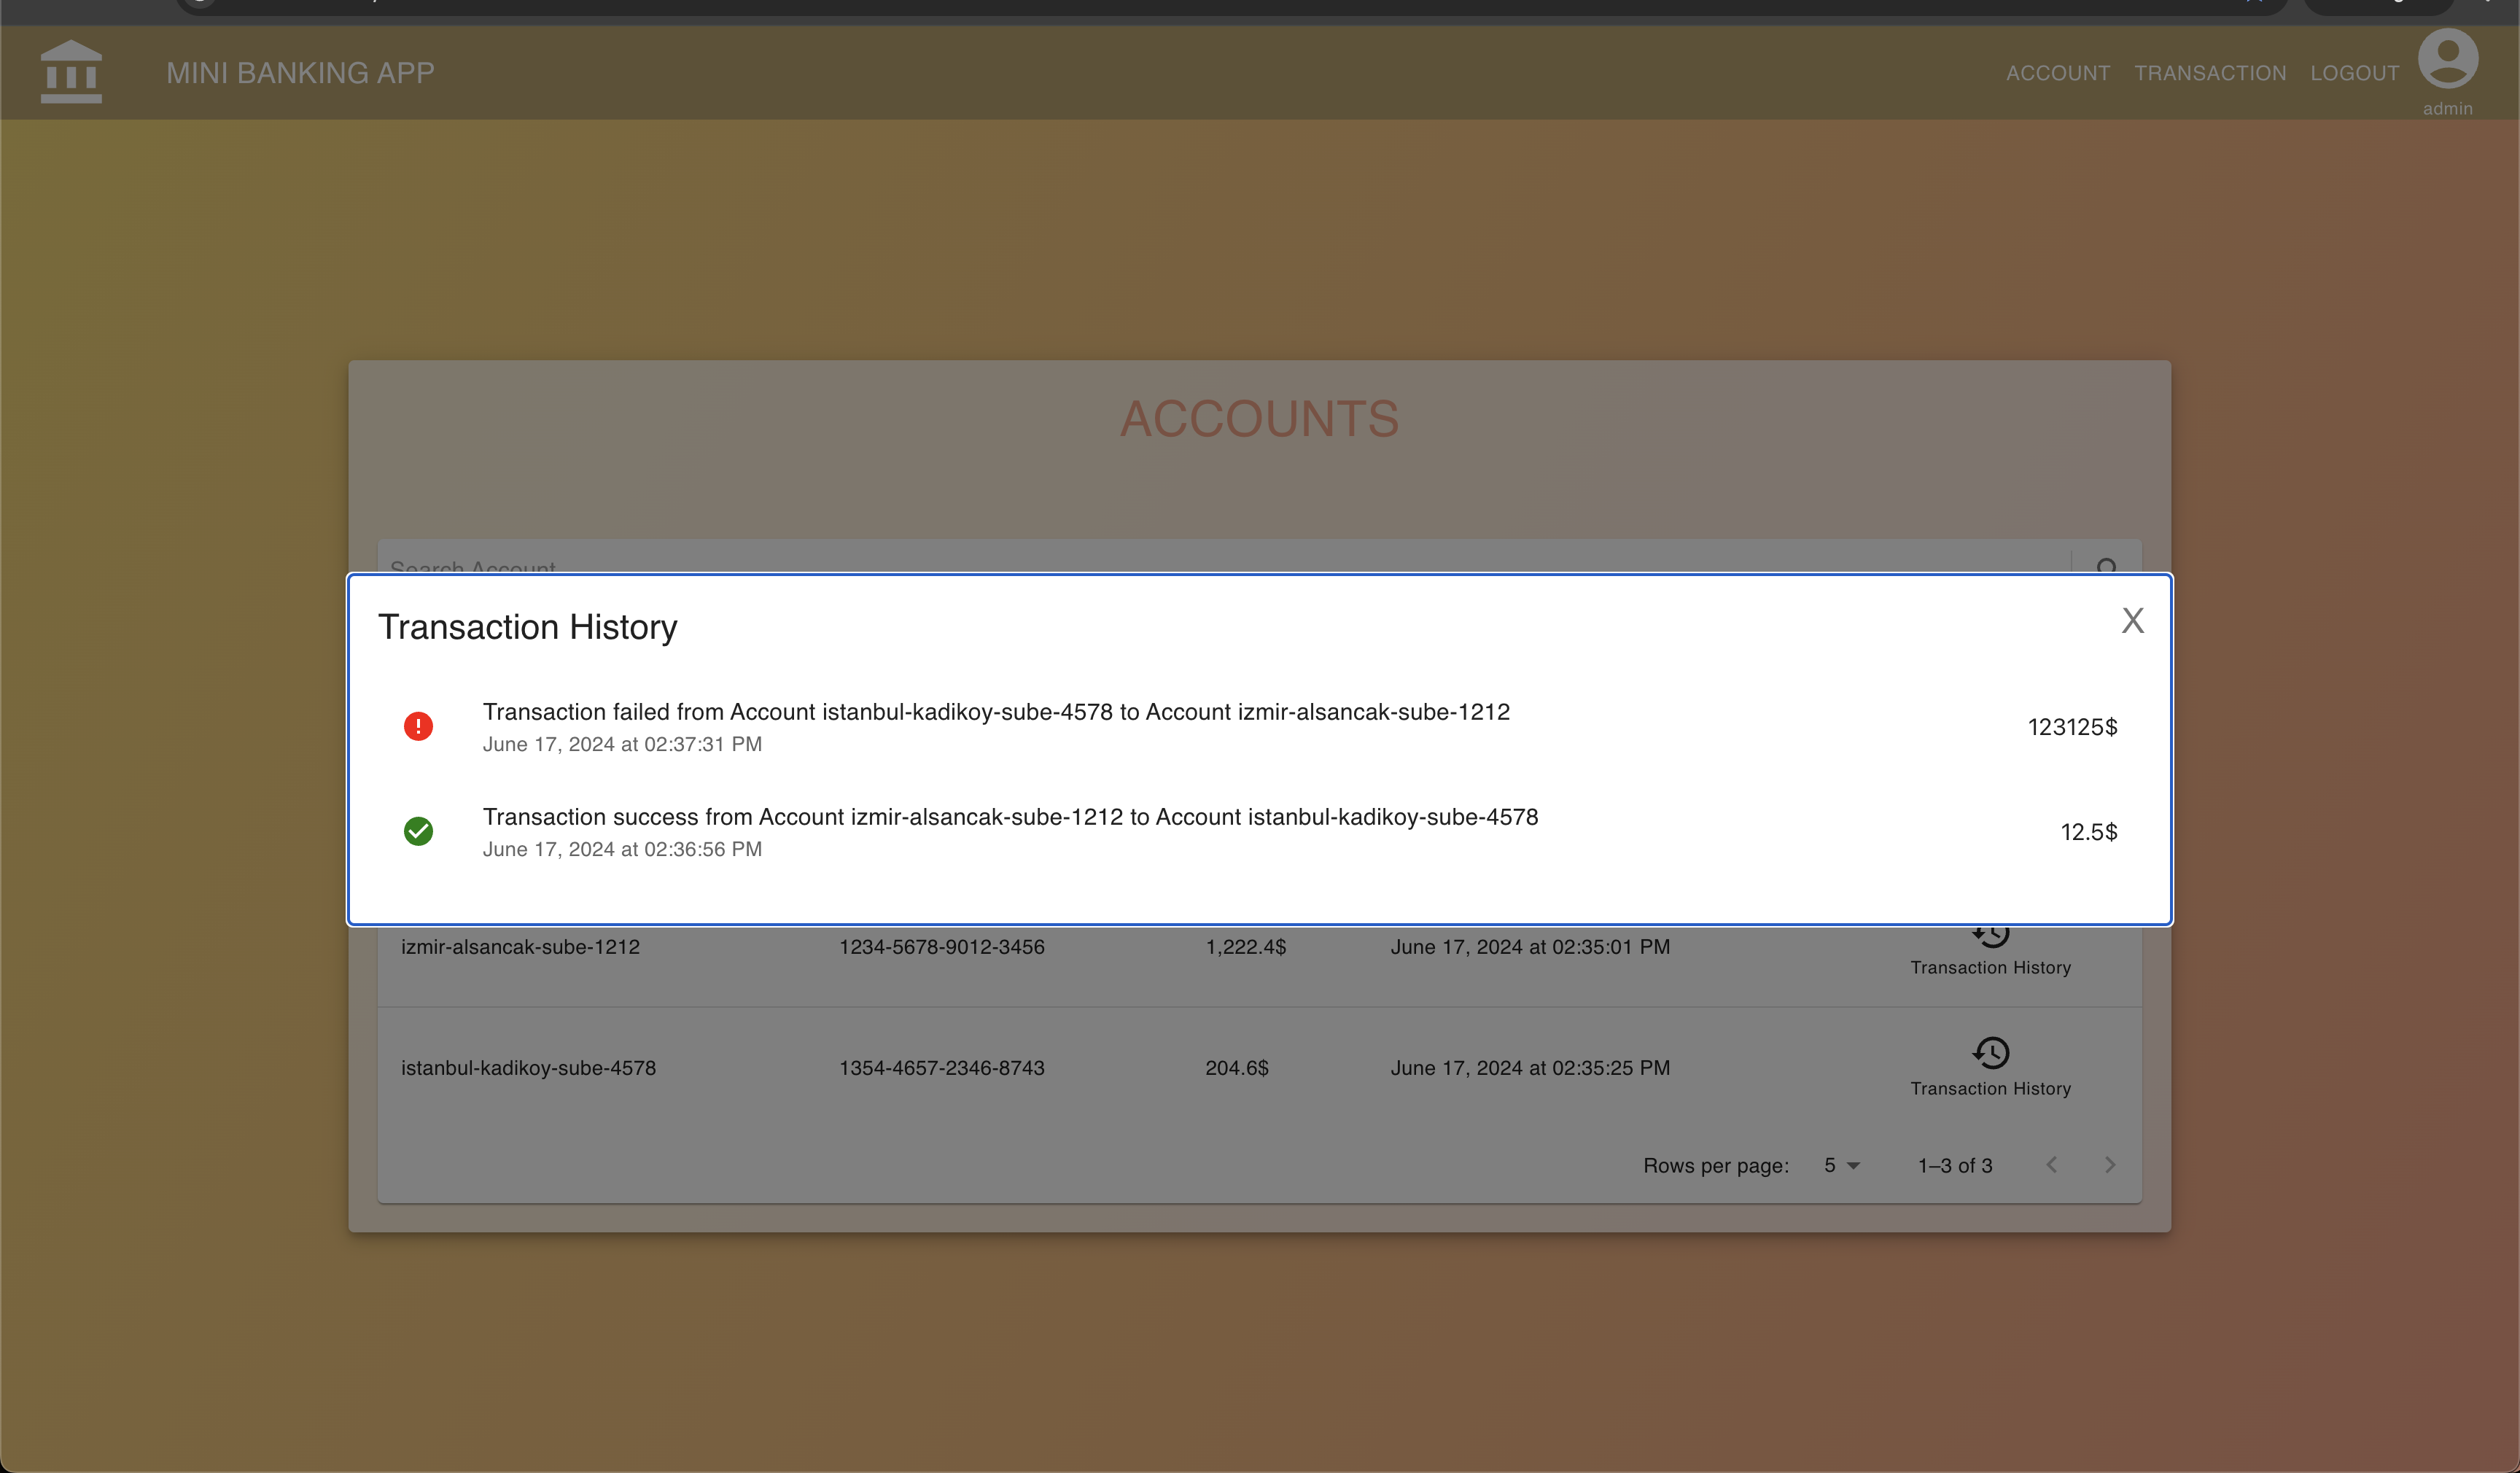 MINI BANKING APP
ACCOUNT TRANSACTION LOGOUT
admin
ACCOUNTS
Search Account
Transaction History X
Transaction failed from Account istanbul-kadikoy-sube-4578 to Account izmir-alsancak-sube-1212
June 17, 2024 at 02:37:31 PM
123125$
Transaction success from Account izmir-alsancak-sube-1212 to Account istanbul-kadikoy-sube-4578
June 17, 2024 at 02:36:56 PM
12.5$
izmir-alsancak-sube-1212 1234-5678-9012-3456 1,222.4$ June 17, 2024 at 02:35:01 PM
Transaction History
istanbul-kadikoy-sube-4578 1354-4657-2346-8743 204.6$ June 17, 2024 at 02:35:25 PM
Transaction History
Rows per page: 5 1–3 of 3